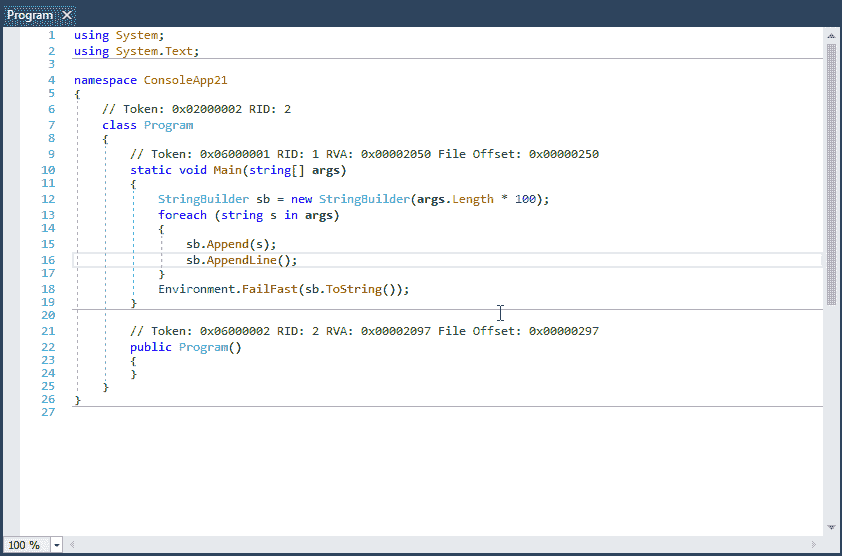 Program
1 using System;
2 using System.Text;
3
4 namespace ConsoleApp21
5 {
6 // Token: 0x02000002 RID: 2
7 class Program
8 {
9 // Token: 0x06000001 RID: 1 RVA: 0x00002050 File Offset: 0x00000250
10 static void Main(string[] args)
11 {
12 StringBuilder sb = new StringBuilder(args.Length * 100);
13 foreach (string s in args)
14 {
15 sb.Append(s);
16 sb.AppendLine();
17 }
18 Environment.FailFast(sb.ToString());
19 }
20
21 // Token: 0x06000002 RID: 2 RVA: 0x00002097 File Offset: 0x00000297
22 public Program()
23 {
24 }
25 }
26 }
27
100 %